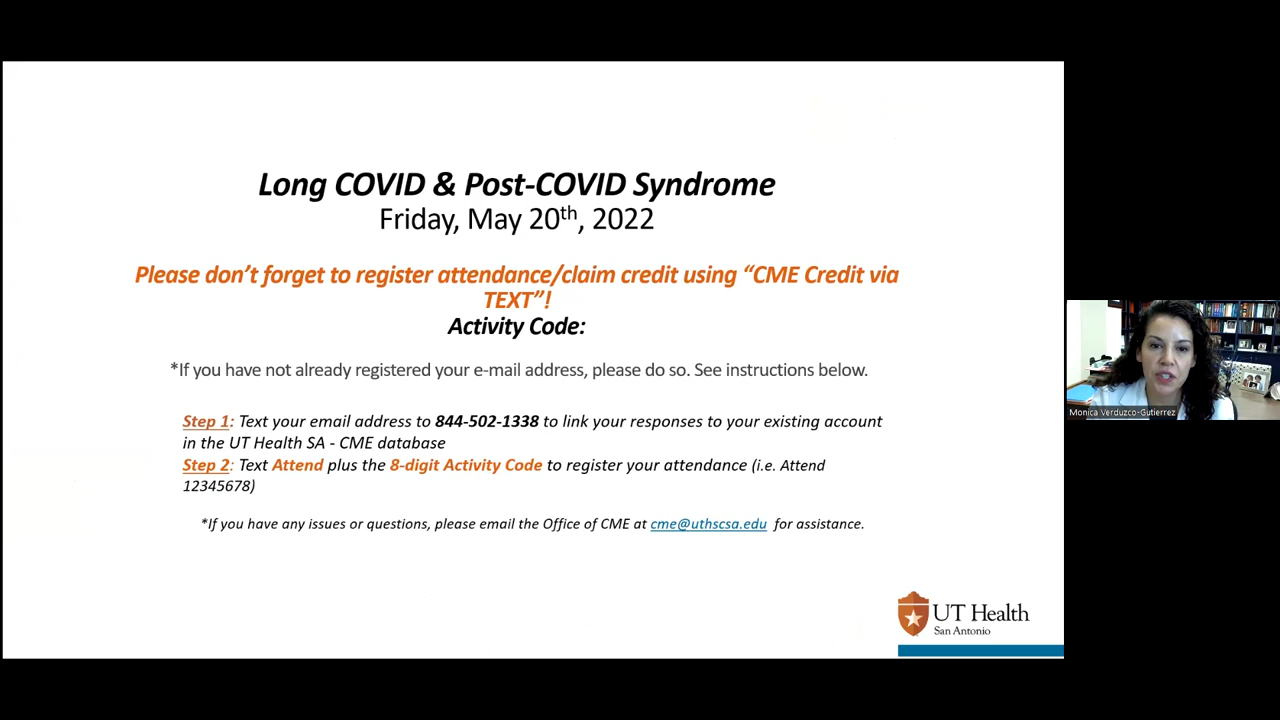 Long COVID & Post-COVID Syndrome
Friday, May 20th, 2022
Please don't forget to register attendance/claim credit using "CME Credit via
TEXT"!
Activity Code:
*If you have not already registered your e-mail address, please do so. See instructions below.
Step 1: Text your email address to 844-502-1338 to link your responses to your existing account
in the UT Health SA - CME database
Step 2: Text Attend plus the 8-digit Activity Code to register your attendance (i.e. Attend
12345678)
*If you have any issues or questions, please email the Office of CME at cme@uthscsa.edu for assistance.
UT Health
San Antonio
Monica Verduzco-Gutierrez